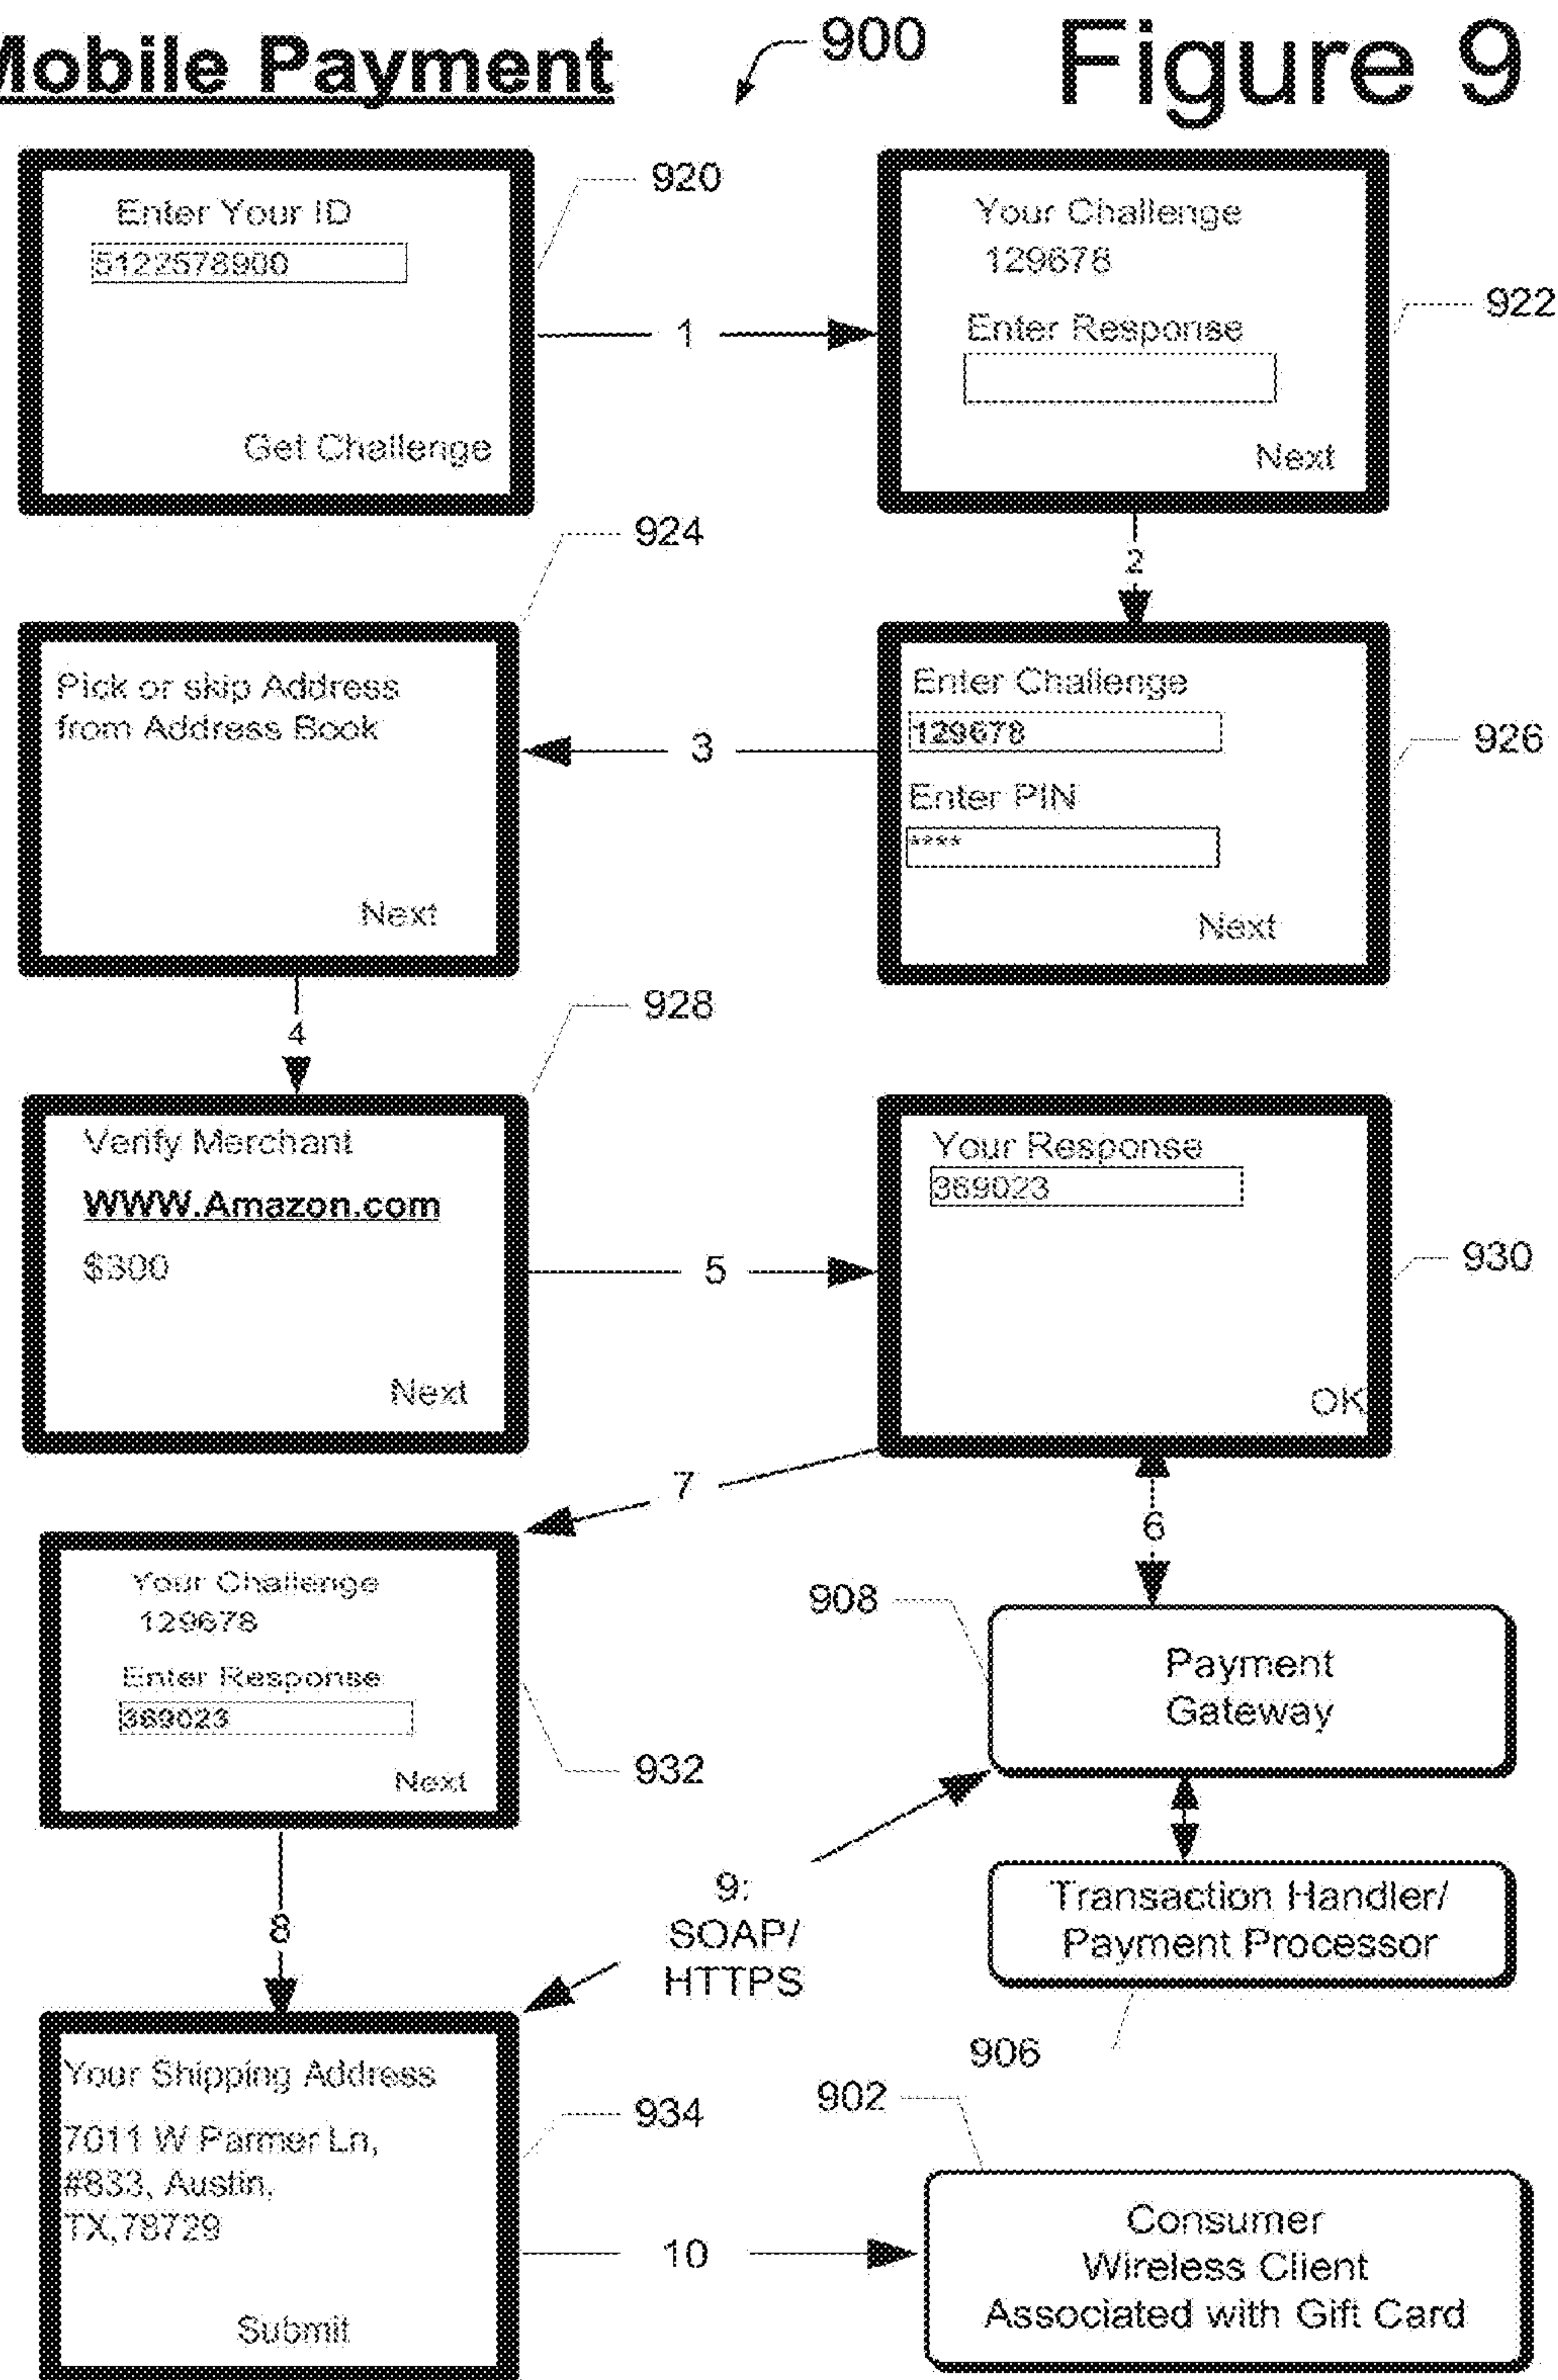 Mobile Payment
900
Figure 9
920
Enter Your ID
5122578900
Get Challenge
1
922
Your Challenge
129678
Enter Response
Next
2
924
Pick or skip Address
from Address Book
Next
3
926
Enter Challenge
129678
Enter PIN
****
Next
4
928
Verify Merchant
WWW.Amazon.com
$300
Next
5
930
Your Response
369023
OK
7
6
932
Your Challenge
129678
Enter Response
369023
Next
908
Payment
Gateway
8
9:
SOAP/
HTTPS
Transaction Handler/
Payment Processor
906
934
Your Shipping Address
7011 W Parmer Ln,
#833, Austin,
TX,78729
Submit
10
902
Consumer
Wireless Client
Associated with Gift Card